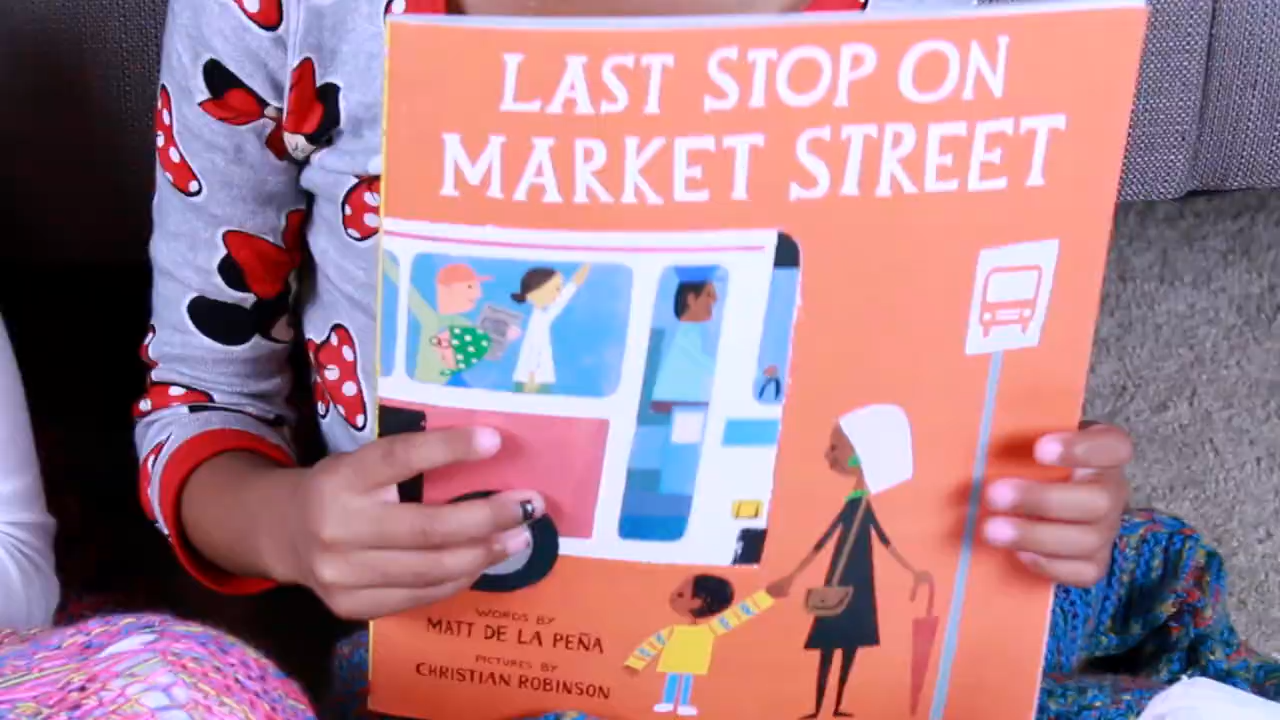 LAST STOP ON
MARKET STREET
WORDS BY
MATT DE LA PEÑA
PICTURES BY
CHRISTIAN ROBINSON